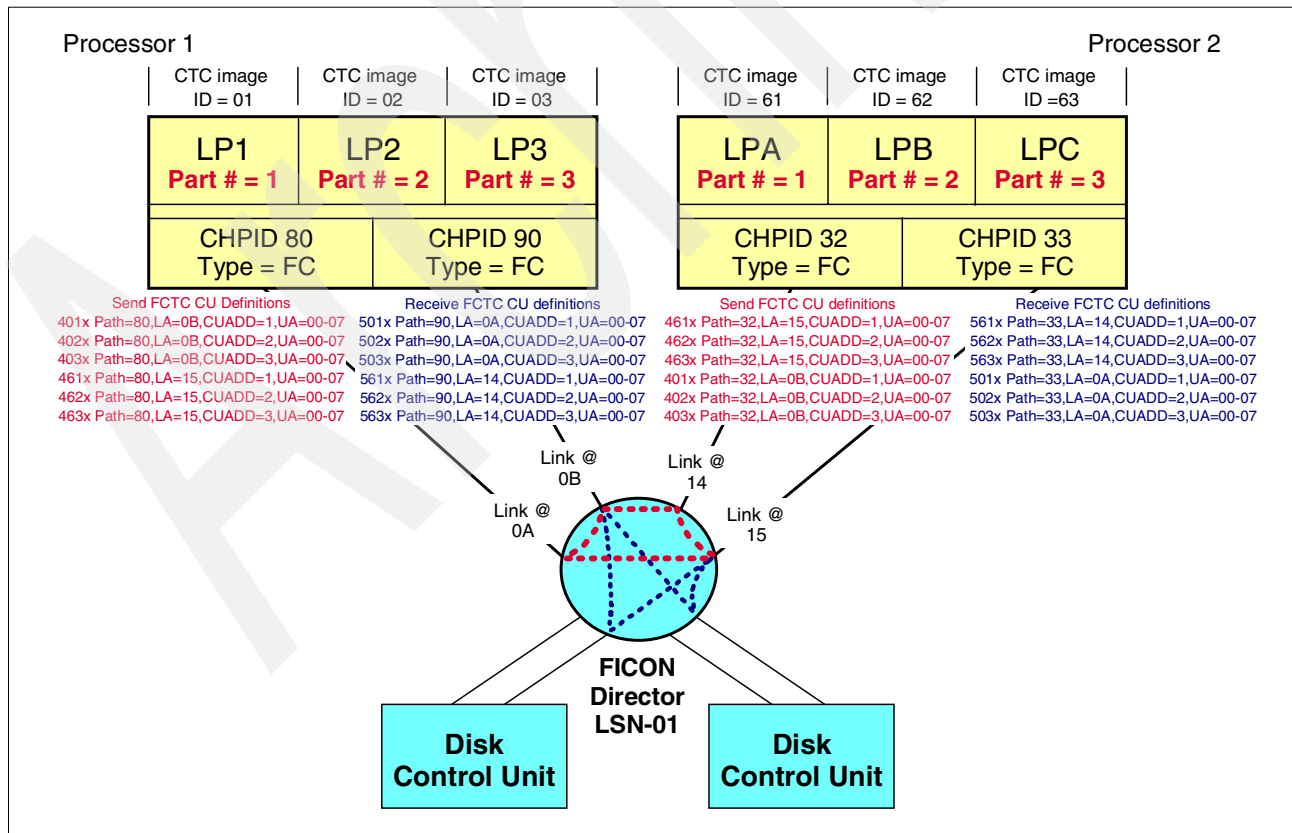 Processor 1
Processor 2
CTC image
ID = 01
CTC image
ID = 02
CTC image
ID = 03
CTC image
ID = 61
CTC image
ID = 62
CTC image
ID =63
LP1
Part # = 1
LP2
Part # = 2
LP3
Part # = 3
LPA
Part # = 1
LPB
Part # = 2
LPC
Part # = 3
CHPID 80
Type = FC
CHPID 90
Type = FC
CHPID 32
Type = FC
CHPID 33
Type = FC
Send FCTC CU Definitions
401x Path=80,LA=0B,CUADD=1,UA=00-07
402x Path=80,LA=0B,CUADD=2,UA=00-07
403x Path=80,LA=0B,CUADD=3,UA=00-07
461x Path=80,LA=15,CUADD=1,UA=00-07
462x Path=80,LA=15,CUADD=2,UA=00-07
463x Path=80,LA=15,CUADD=3,UA=00-07
Receive FCTC CU definitions
501x Path=90,LA=0A,CUADD=1,UA=00-07
502x Path=90,LA=0A,CUADD=2,UA=00-07
503x Path=90,LA=0A,CUADD=3,UA=00-07
561x Path=90,LA=14,CUADD=1,UA=00-07
562x Path=90,LA=14,CUADD=2,UA=00-07
563x Path=90,LA=14,CUADD=3,UA=00-07
Send FCTC CU definitions
461x Path=32,LA=15,CUADD=1,UA=00-07
462x Path=32,LA=15,CUADD=2,UA=00-07
463x Path=32,LA=15,CUADD=3,UA=00-07
401x Path=32,LA=0B,CUADD=1,UA=00-07
402x Path=32,LA=0B,CUADD=2,UA=00-07
403x Path=32,LA=0B,CUADD=3,UA=00-07
Receive FCTC CU definitions
561x Path=33,LA=14,CUADD=1,UA=00-07
562x Path=33,LA=14,CUADD=2,UA=00-07
563x Path=33,LA=14,CUADD=3,UA=00-07
501x Path=33,LA=0A,CUADD=1,UA=00-07
502x Path=33,LA=0A,CUADD=2,UA=00-07
503x Path=33,LA=0A,CUADD=3,UA=00-07
Link @
0A
Link @
0B
Link @
14
Link @
15
FICON
Director
LSN-01
Disk
Control Unit
Disk
Control Unit